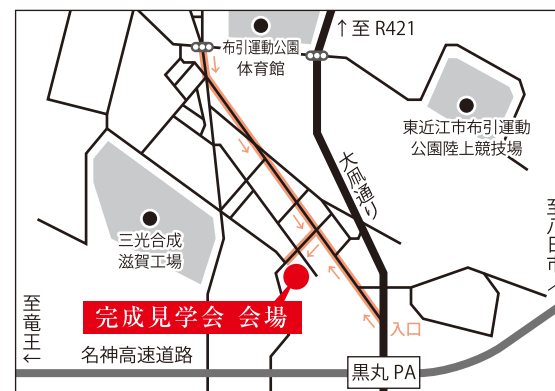 ↑至 R421
布引運動公園
体育館
東近江市布引運動
公園陸上競技場
大凧通り
至八日市
三光合成
滋賀工場
完成見学会 会場
入口
至竜王←
名神高速道路
黒丸 PA